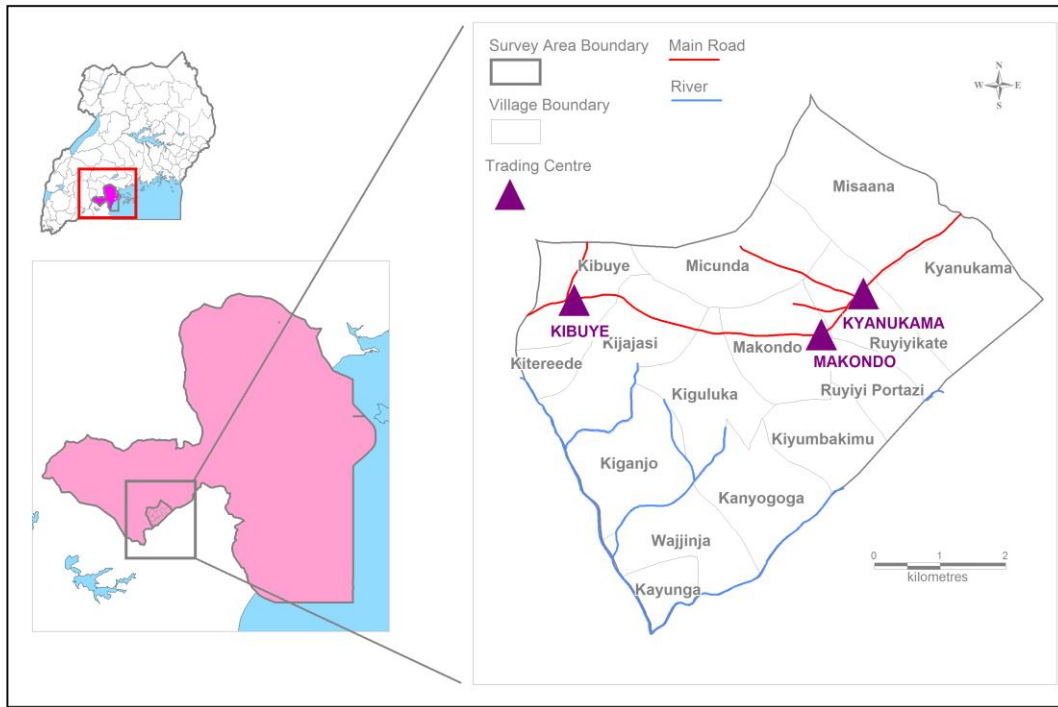 Survey Area Boundary
Main Road
River
Village Boundary
Trading Centre
N
W E
S
Misaana
Kyanukama
Kibuye
Micunda
KIBUYE
KYANUKAMA
Kijajasi
Makondo
MAKONDO
Ruyiyikate
Kitereede
Kiguluka
Ruyiyi Portazi
Kiyumbakimu
Kiganjo
Kanyogoga
Wajjinja
Kayunga
0 1 2
kilometres